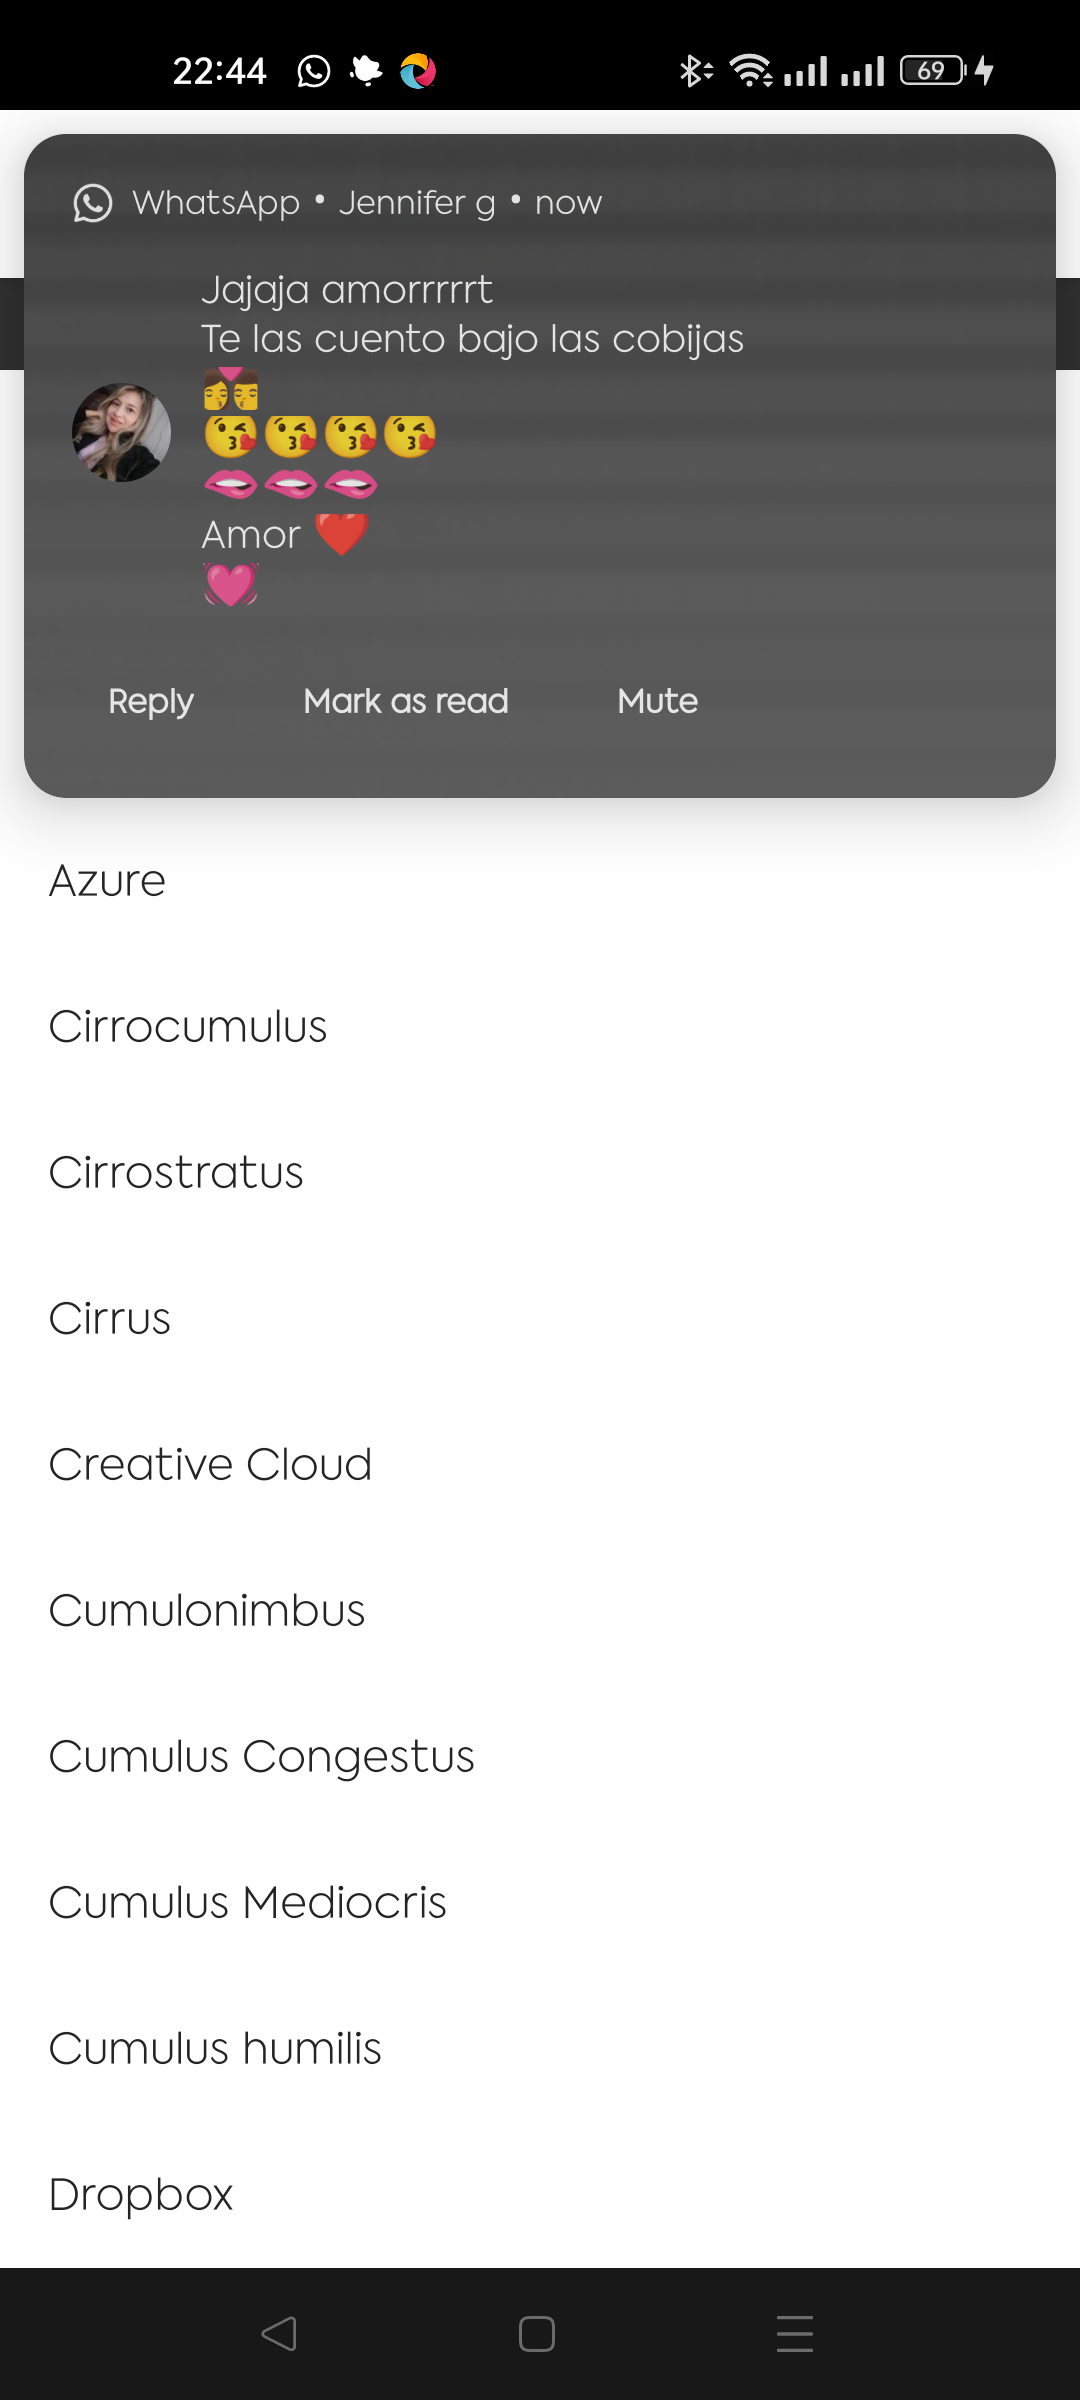 22:44
69
WhatsApp • Jennifer g • now
Jajaja amorrrrrt
Te las cuento bajo las cobijas
💏
😘😘😘😘
🫦🫦🫦
Amor ❤️
💓
Reply Mark as read Mute
Azure
Cirrocumulus
Cirrostratus
Cirrus
Creative Cloud
Cumulonimbus
Cumulus Congestus
Cumulus Mediocris
Cumulus humilis
Dropbox